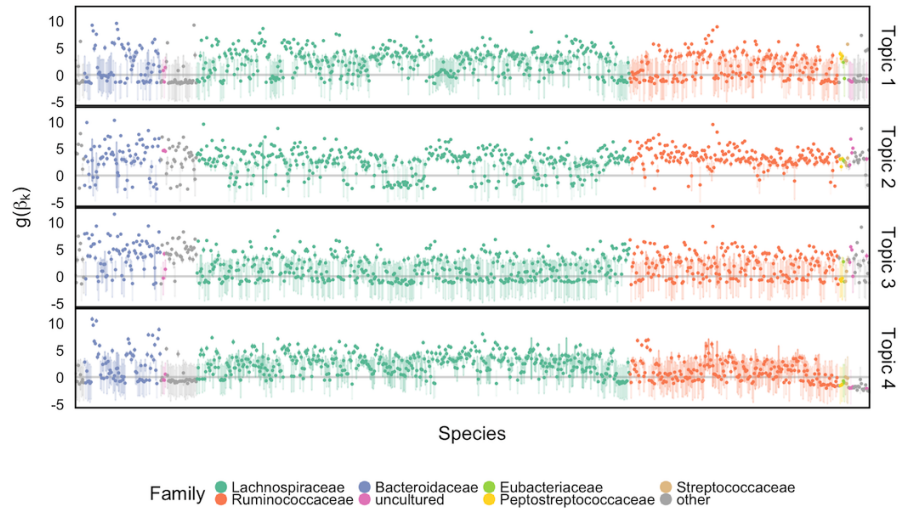 10
5
0
-5
Topic 1
10
5
0
-5
Topic 2
10
5
0
-5
Topic 3
10
5
0
-5
Topic 4
g(βk)
Species
Family
Lachnospiraceae
Bacteroidaceae
Eubacteriaceae
Streptococcaceae
Ruminococcaceae
uncultured
Peptostreptococcaceae
other